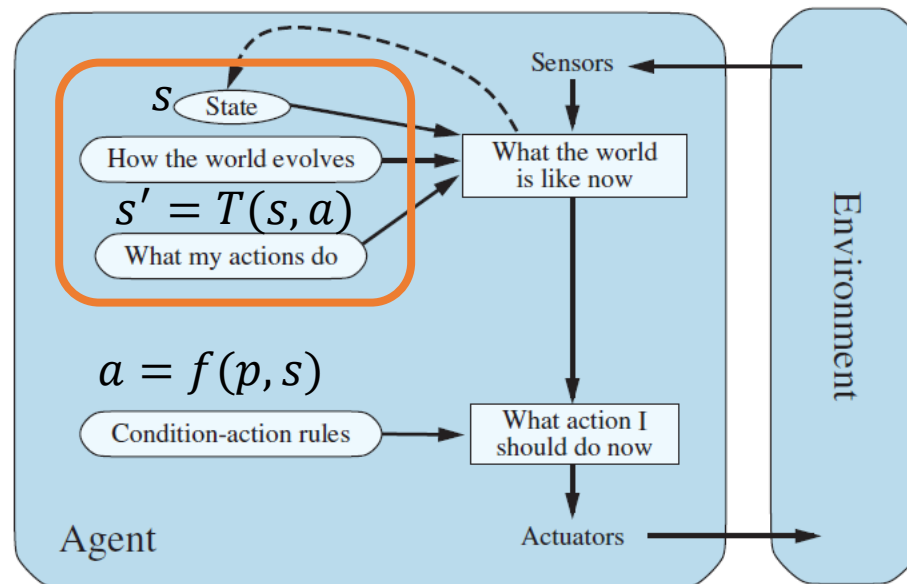 Sensors
s
State
How the world evolves
What the world
is like now
s′ = T(s, a)
What my actions do
Environment
a = f(p, s)
Condition-action rules
What action I
should do now
Agent
Actuators